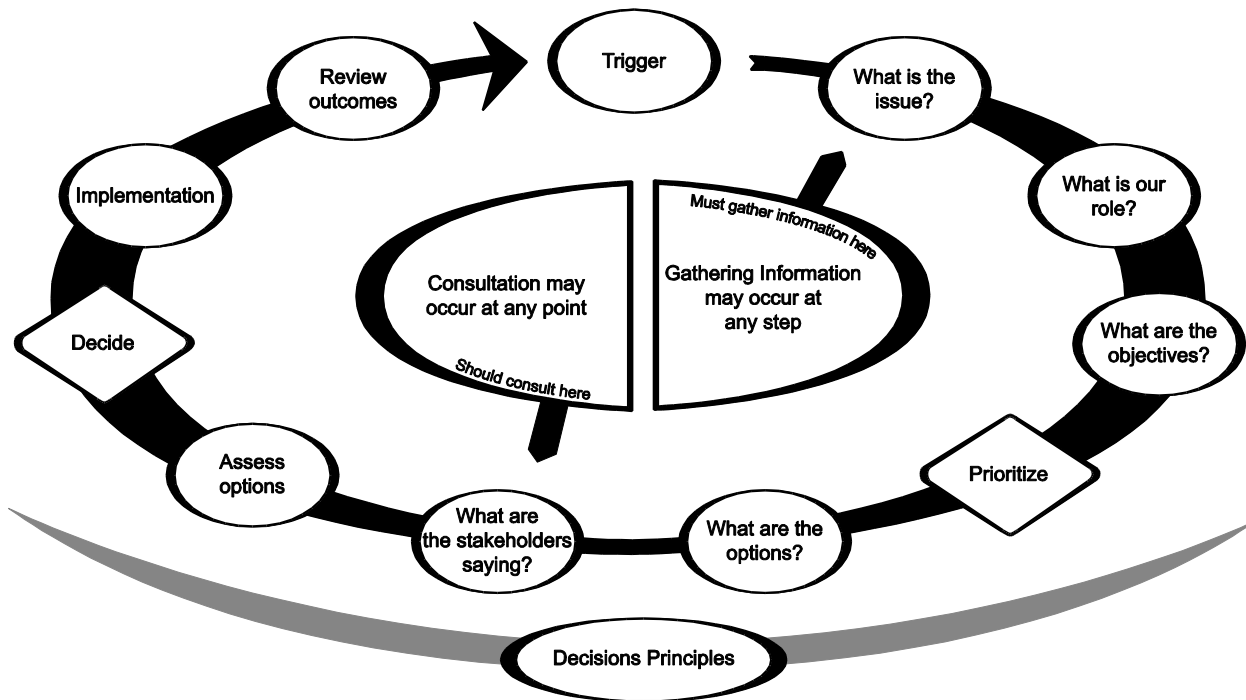 Trigger
What is the
issue?
What is our
role?
What are the
objectives?
Prioritize
What are the
options?
What are
the stakeholders
saying?
Assess
options
Decide
Implementation
Review
outcomes
Consultation may
occur at any point
Should consult here
Must gather information here
Gathering Information
may occur at
any step
Decisions Principles